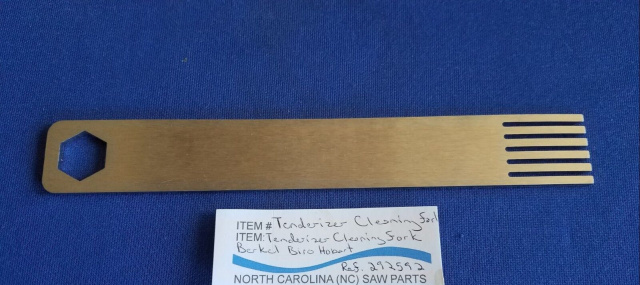 ITEM # Tenderizer Cleaning fork
ITEM: Tenderizer Cleaning fork
Berkel Biro Hobart
Ref. 292592
NORTH CAROLINA (NC) SAW PARTS